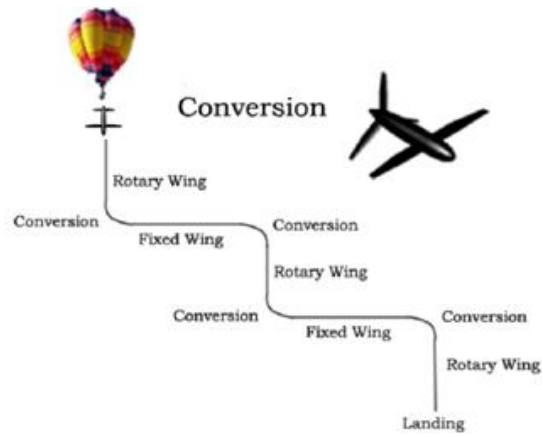 Conversion
Rotary Wing
Conversion
Fixed Wing
Conversion
Rotary Wing
Conversion
Fixed Wing
Conversion
Rotary Wing
Landing